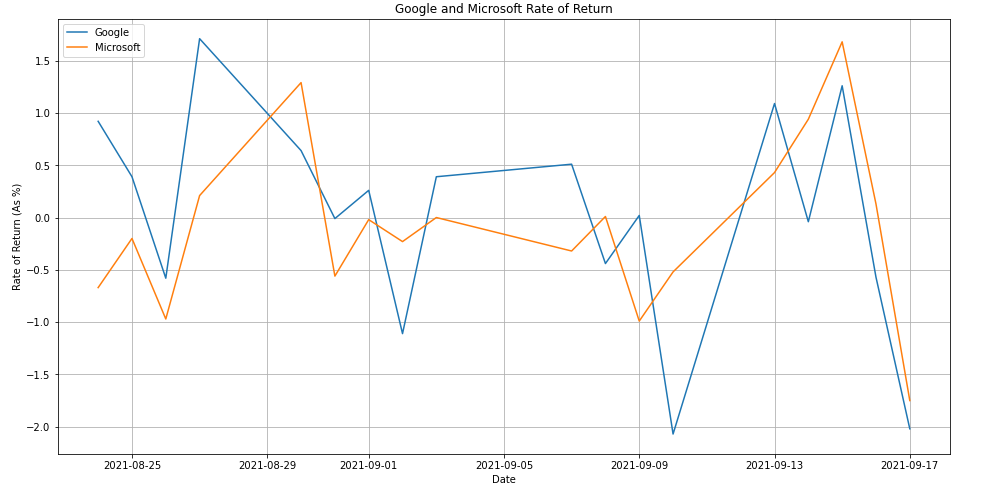 Google and Microsoft Rate of Return
Google
Microsoft
Rate of Return (As %)
1.5
1.0
0.5
0.0
−0.5
−1.0
−1.5
−2.0
2021-08-25 2021-08-29 2021-09-01 2021-09-05 2021-09-09 2021-09-13 2021-09-17
Date